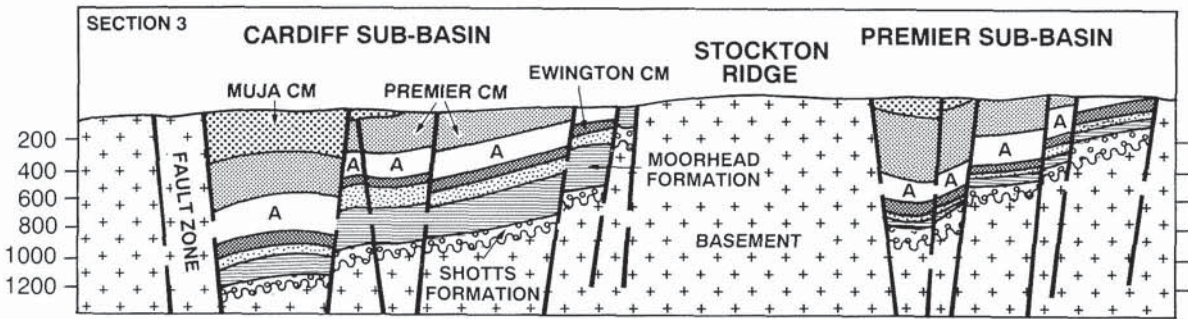 SECTION 3
CARDIFF SUB-BASIN
STOCKTON
RIDGE
PREMIER SUB-BASIN
MUJA CM
PREMIER CM
EWINGTON CM
200
400
600
800
1000
1200
FAULT ZONE
A
A
A
A
A
A
A
A
A
MOORHEAD
FORMATION
BASEMENT
SHOTTS
FORMATION